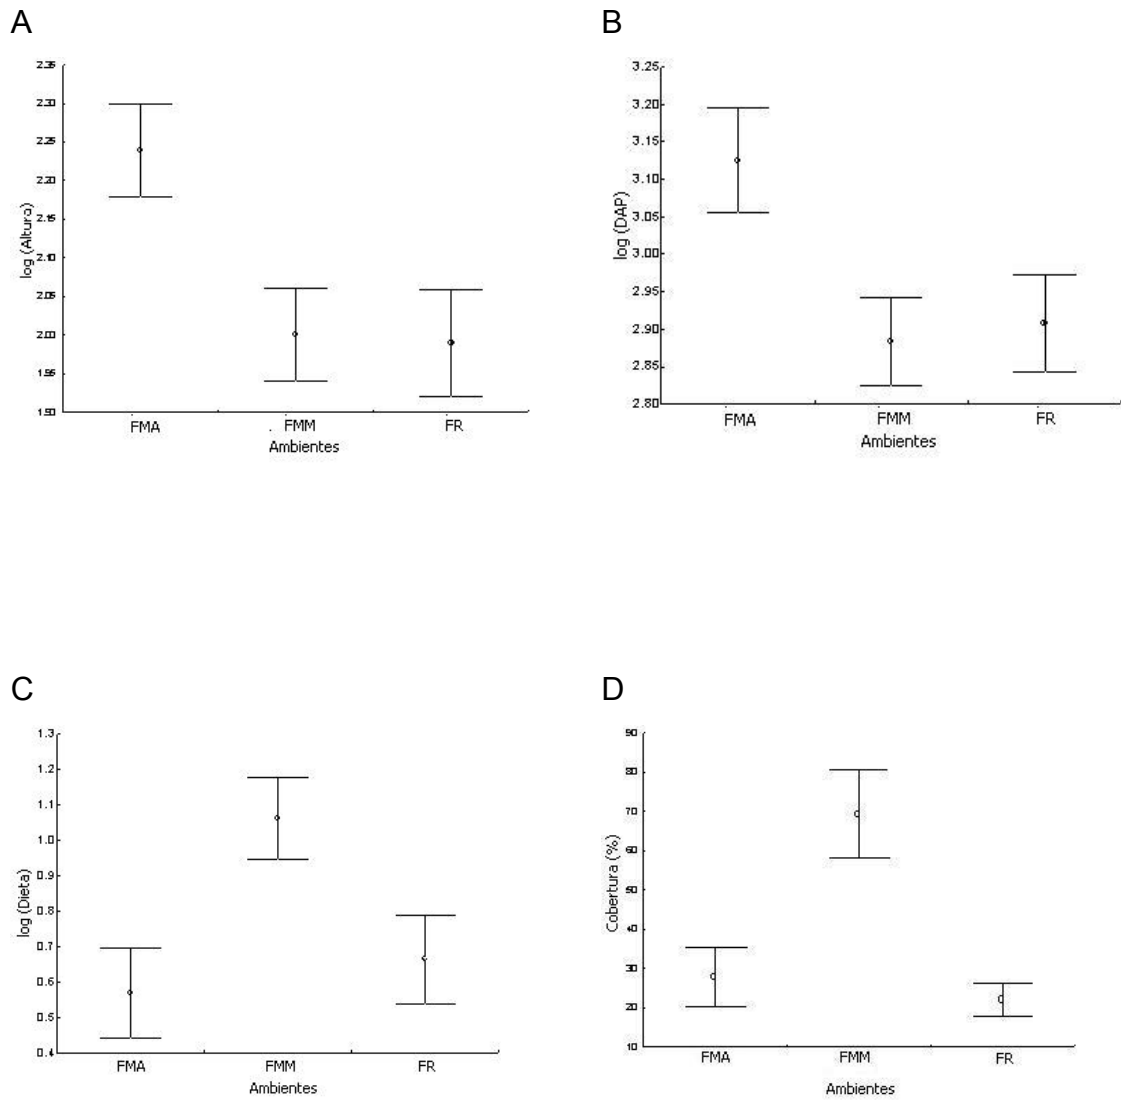 A
B
2.35
2.30
2.25
2.20
2.15
2.10
2.05
2.00
1.95
1.90
log (Altura)
FMA
FMM
FR
Ambientes
3.25
3.20
3.15
3.10
3.05
3.00
2.95
2.90
2.85
2.80
log (DAP)
FMA
FMM
FR
Ambientes
C
D
1.3
1.2
1.1
1.0
0.9
0.8
0.7
0.6
0.5
0.4
log (Dieta)
FMA
FMM
FR
Ambientes
90
80
70
60
50
40
30
20
10
Cobertura (%)
FMA
FMM
FR
Ambientes